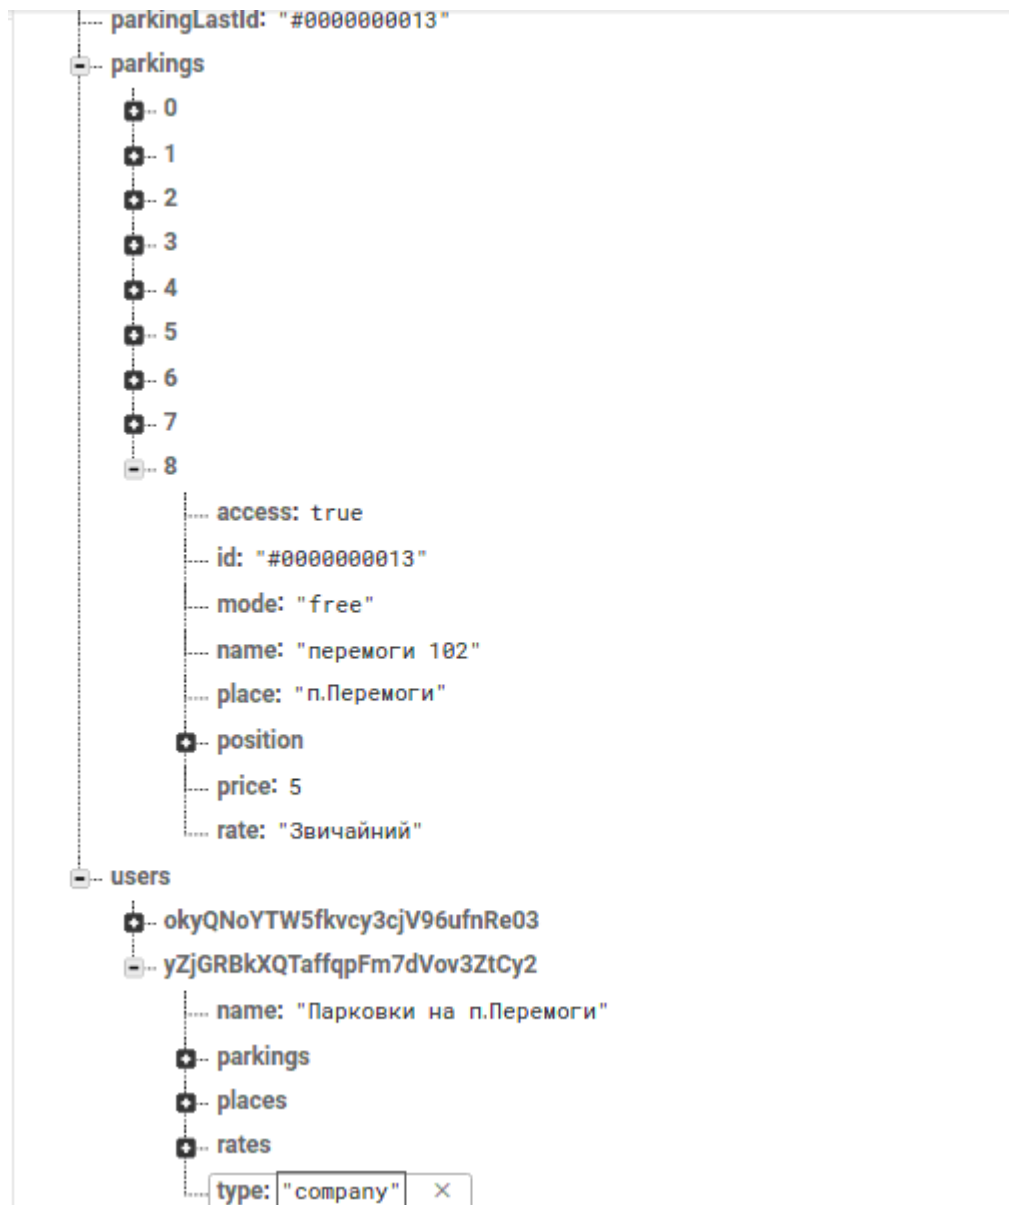 parkingLastId: "#0000000013"
parkings
0
1
2
3
4
5
6
7
8
access: true
id: "#0000000013"
mode: "free"
name: "перемоги 102"
place: "п.Перемоги"
position
price: 5
rate: "Звичайний"
users
okyQNoYTW5fkvcy3cjV96ufnRe03
yZjGRBkXQTaffqpFm7dVov3ZtCy2
name: "Парковки на п.Перемоги"
parkings
places
rates
type: "company" ×